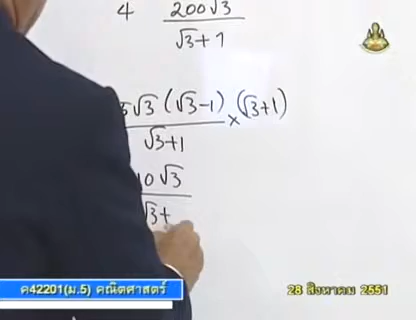 4 200√3
√3+1
5√3 (√3-1) × (√3+1)
√3+1
10√3
√3+
ค42201(ม.5) คณิตศาสตร์
28 สิงหาคม 2551